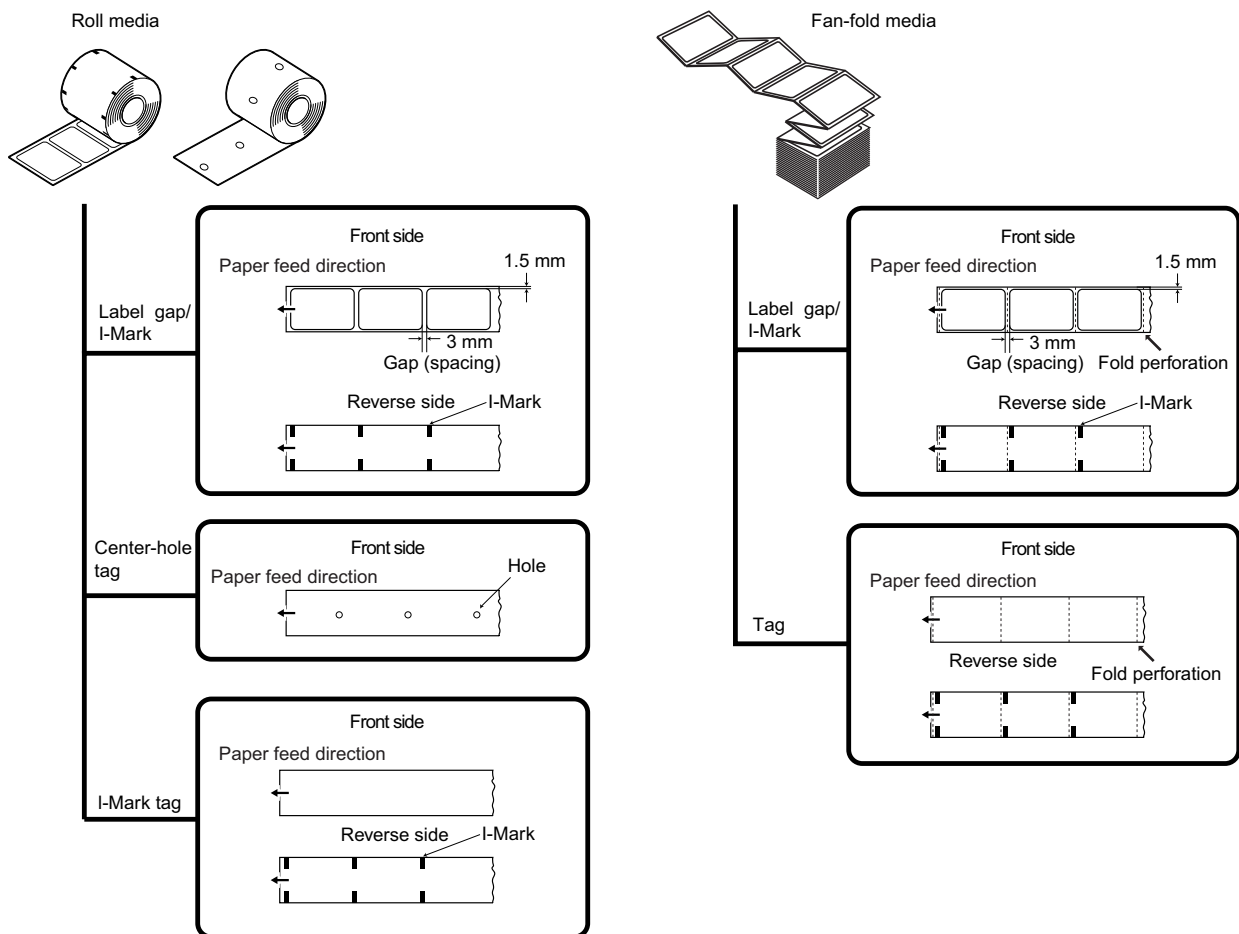 Roll media
Label gap/
I-Mark
Front side
Paper feed direction
1.5 mm
3 mm
Gap (spacing)
Reverse side
I-Mark
Center-hole
tag
Front side
Paper feed direction
Hole
I-Mark tag
Front side
Paper feed direction
Reverse side
I-Mark
Fan-fold media
Label gap/
I-Mark
Front side
Paper feed direction
1.5 mm
3 mm
Gap (spacing)
Fold perforation
Reverse side
I-Mark
Tag
Front side
Paper feed direction
Reverse side
Fold perforation